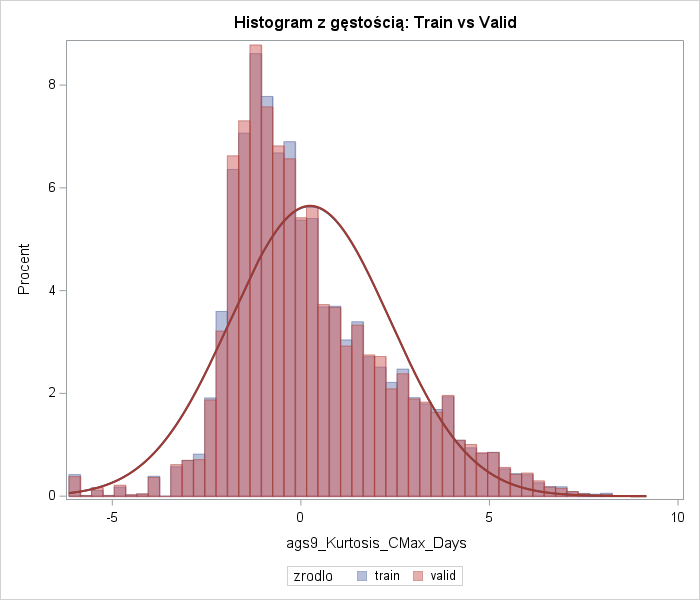 Histogram z gęstością: Train vs Valid
Procent
8
6
4
2
0
-5
0
5
10
ags9_Kurtosis_CMax_Days
zrodlo train valid